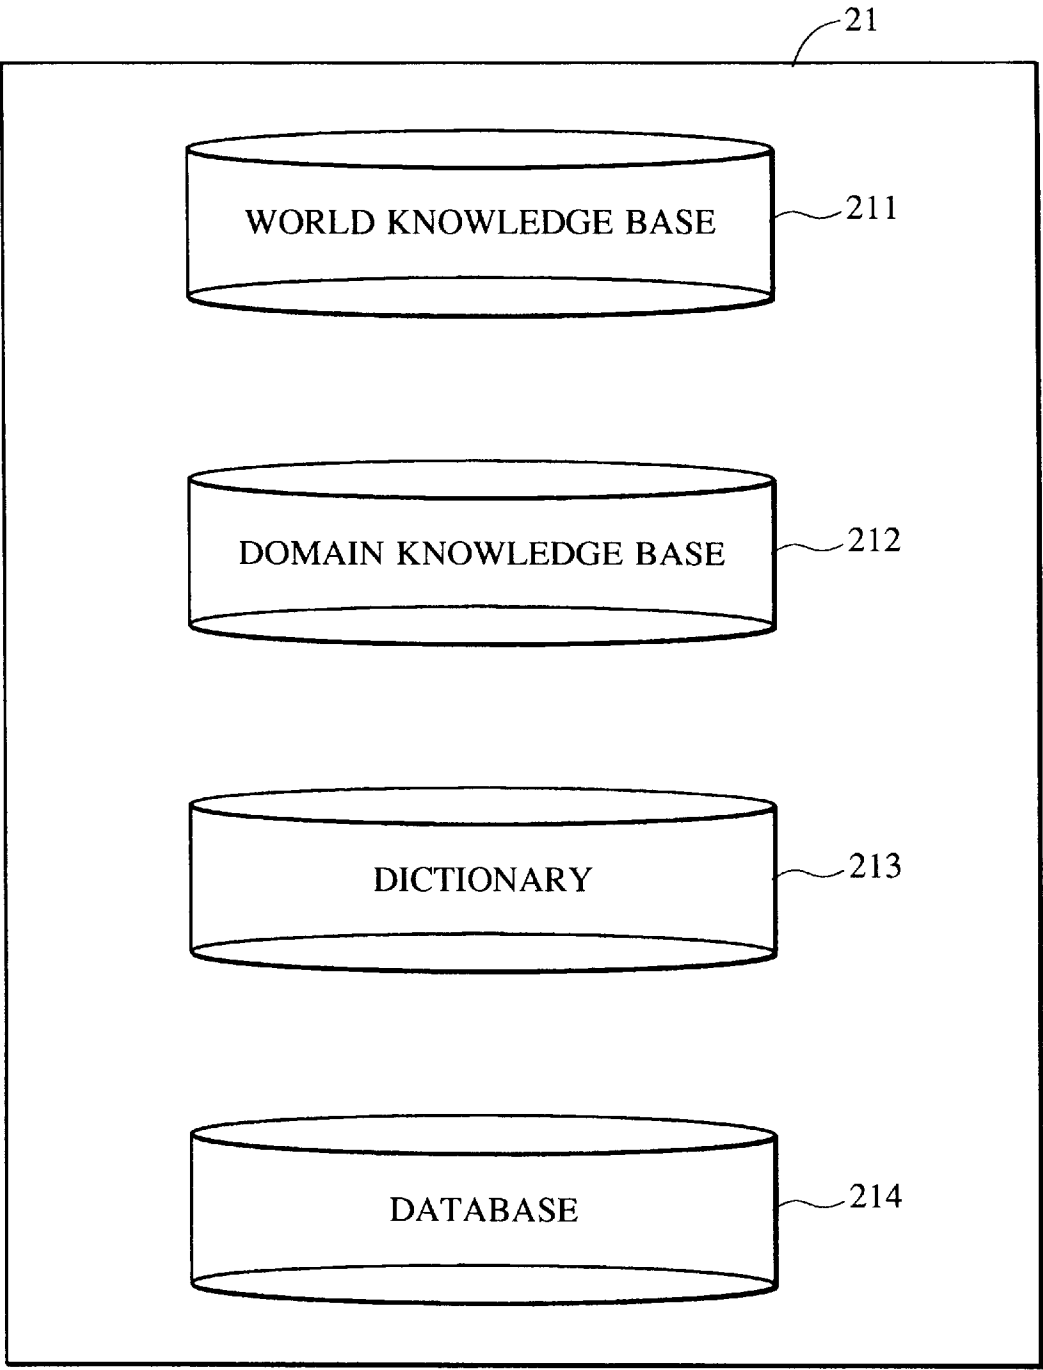 21
WORLD KNOWLEDGE BASE
211
DOMAIN KNOWLEDGE BASE
212
DICTIONARY
213
DATABASE
214